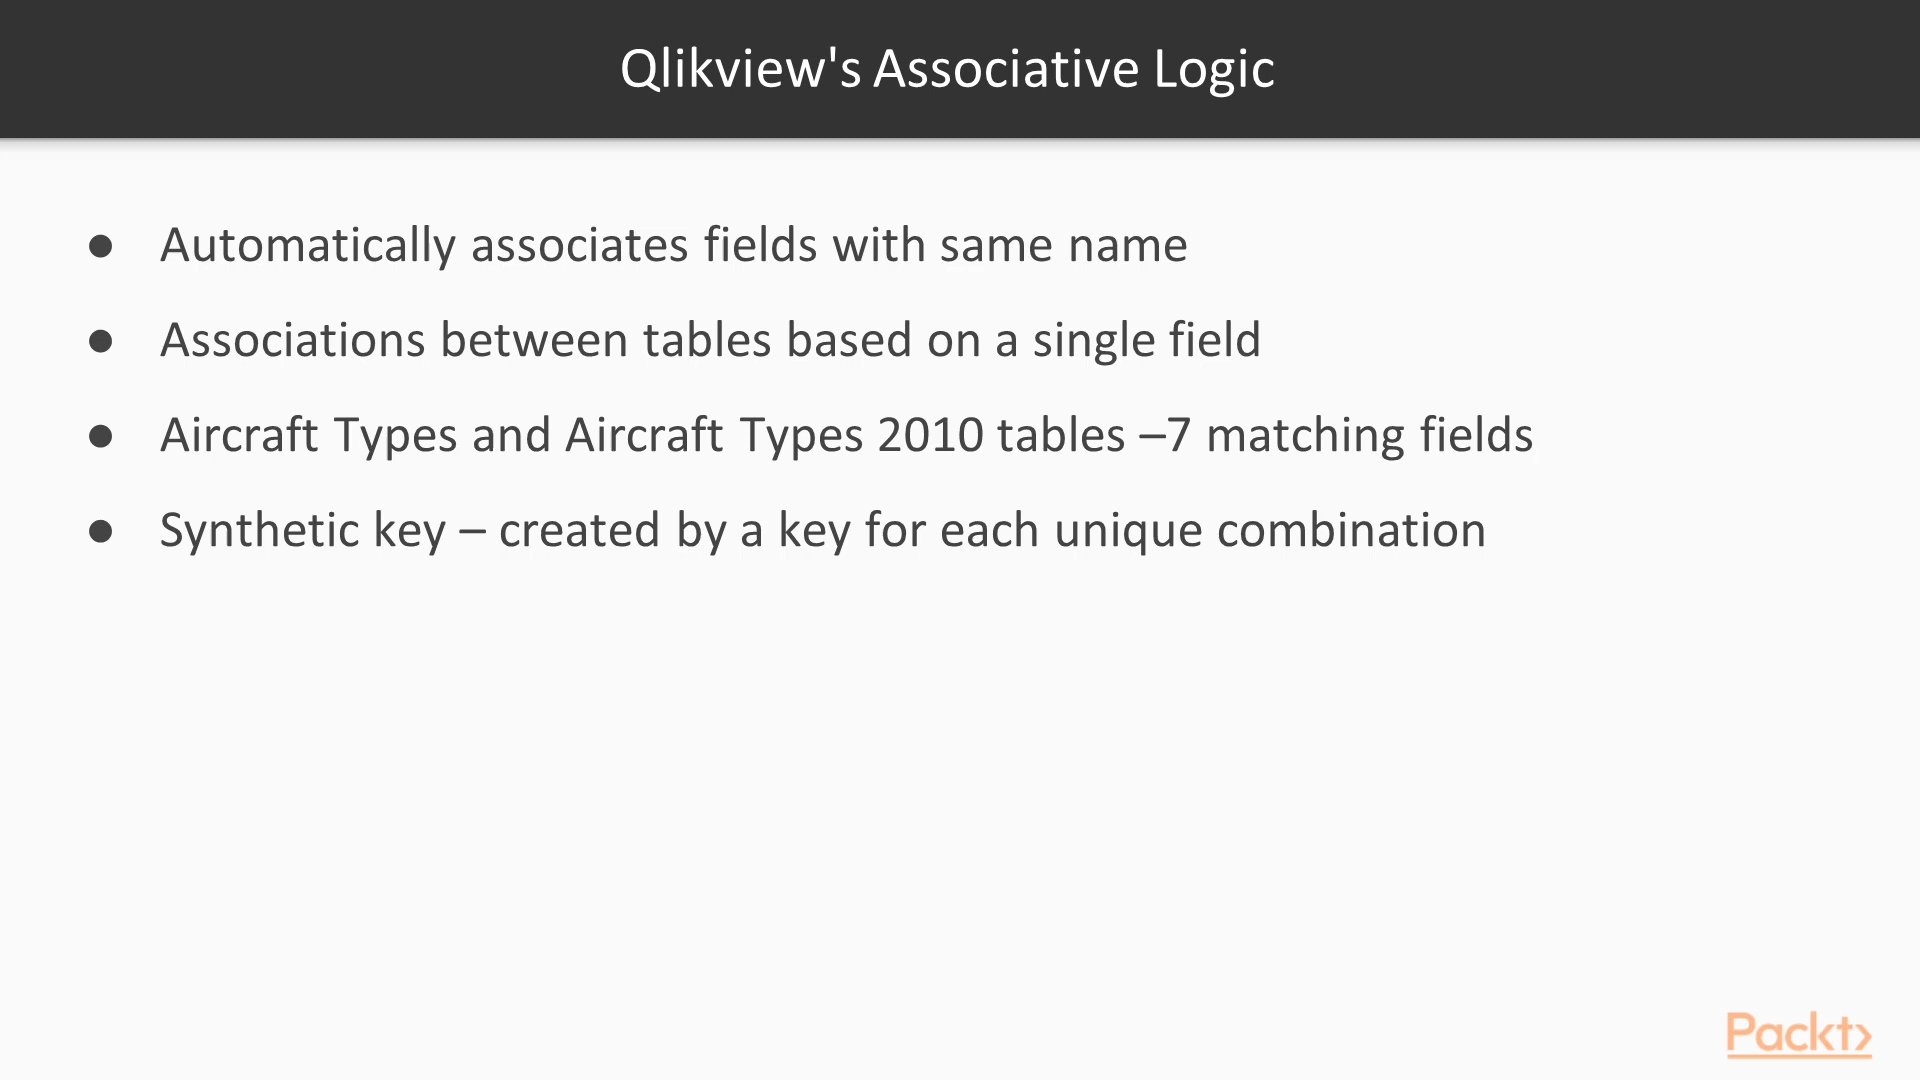 Qlikview's Associative Logic
● Automatically associates fields with same name
● Associations between tables based on a single field
● Aircraft Types and Aircraft Types 2010 tables –7 matching fields
● Synthetic key – created by a key for each unique combination
Packt>